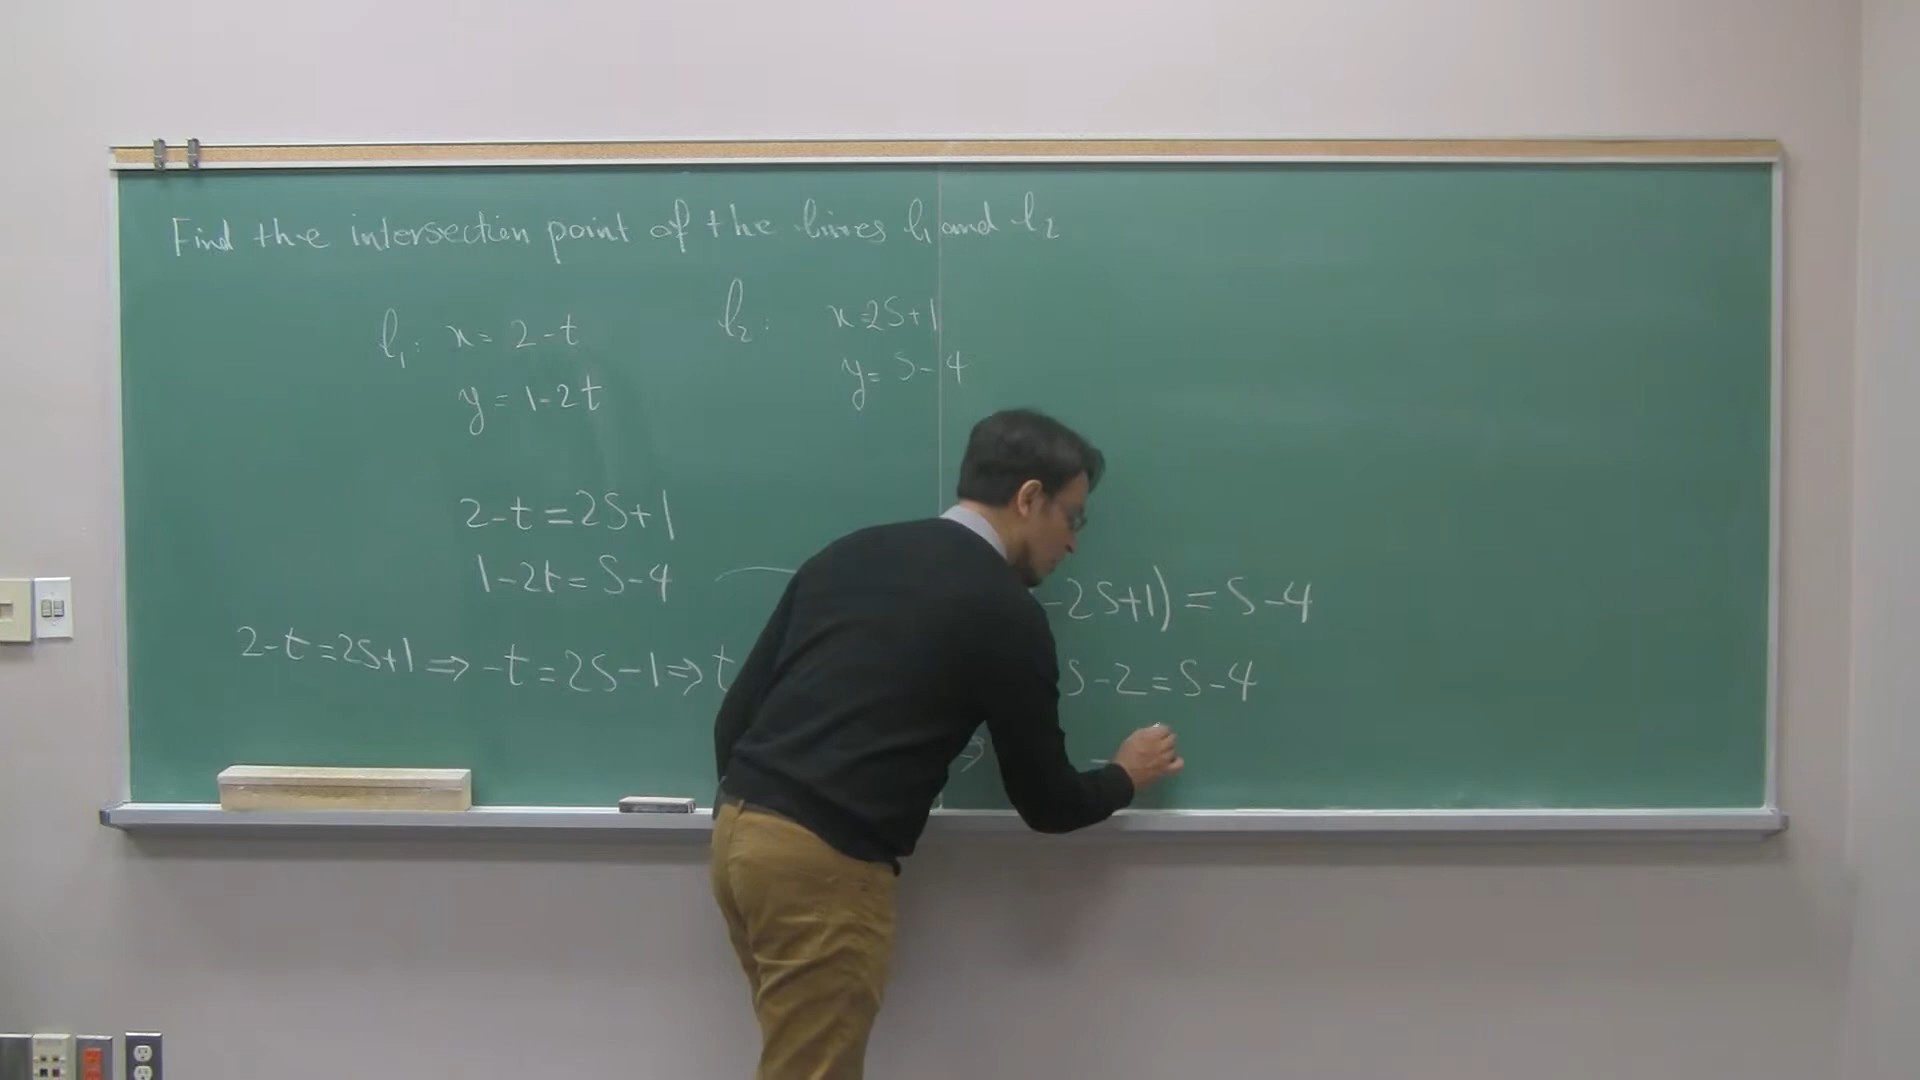 Find the intersection point of the lines l₁ and l₂
l₁: x = 2-t
y = 1-2t
l₂: x=2S+1
y= S-4
2-t=2S+1
1-2t=S-4
2-t=2S+1 ⇒ -t=2S-1⇒ t
-2S+1) = S-4
S-2=S-4
⇒ -